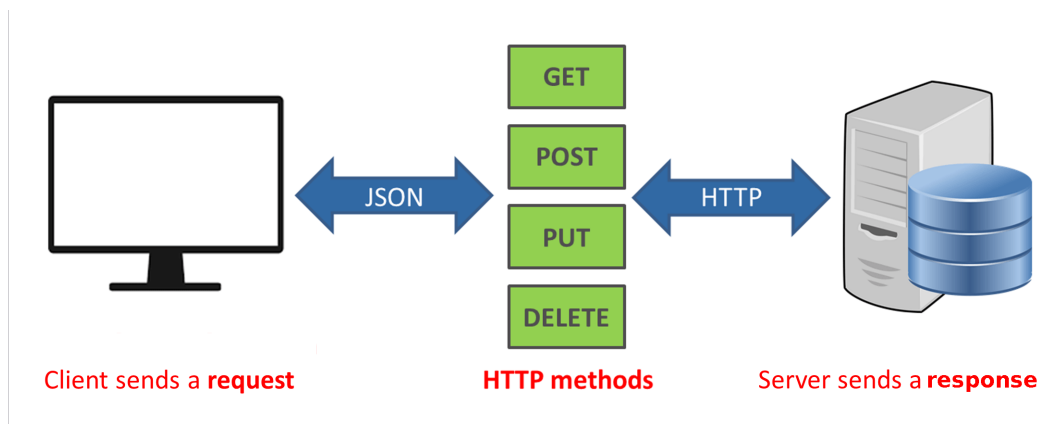 GET
POST
JSON
HTTP
PUT
DELETE
Client sends a request
HTTP methods
Server sends a response